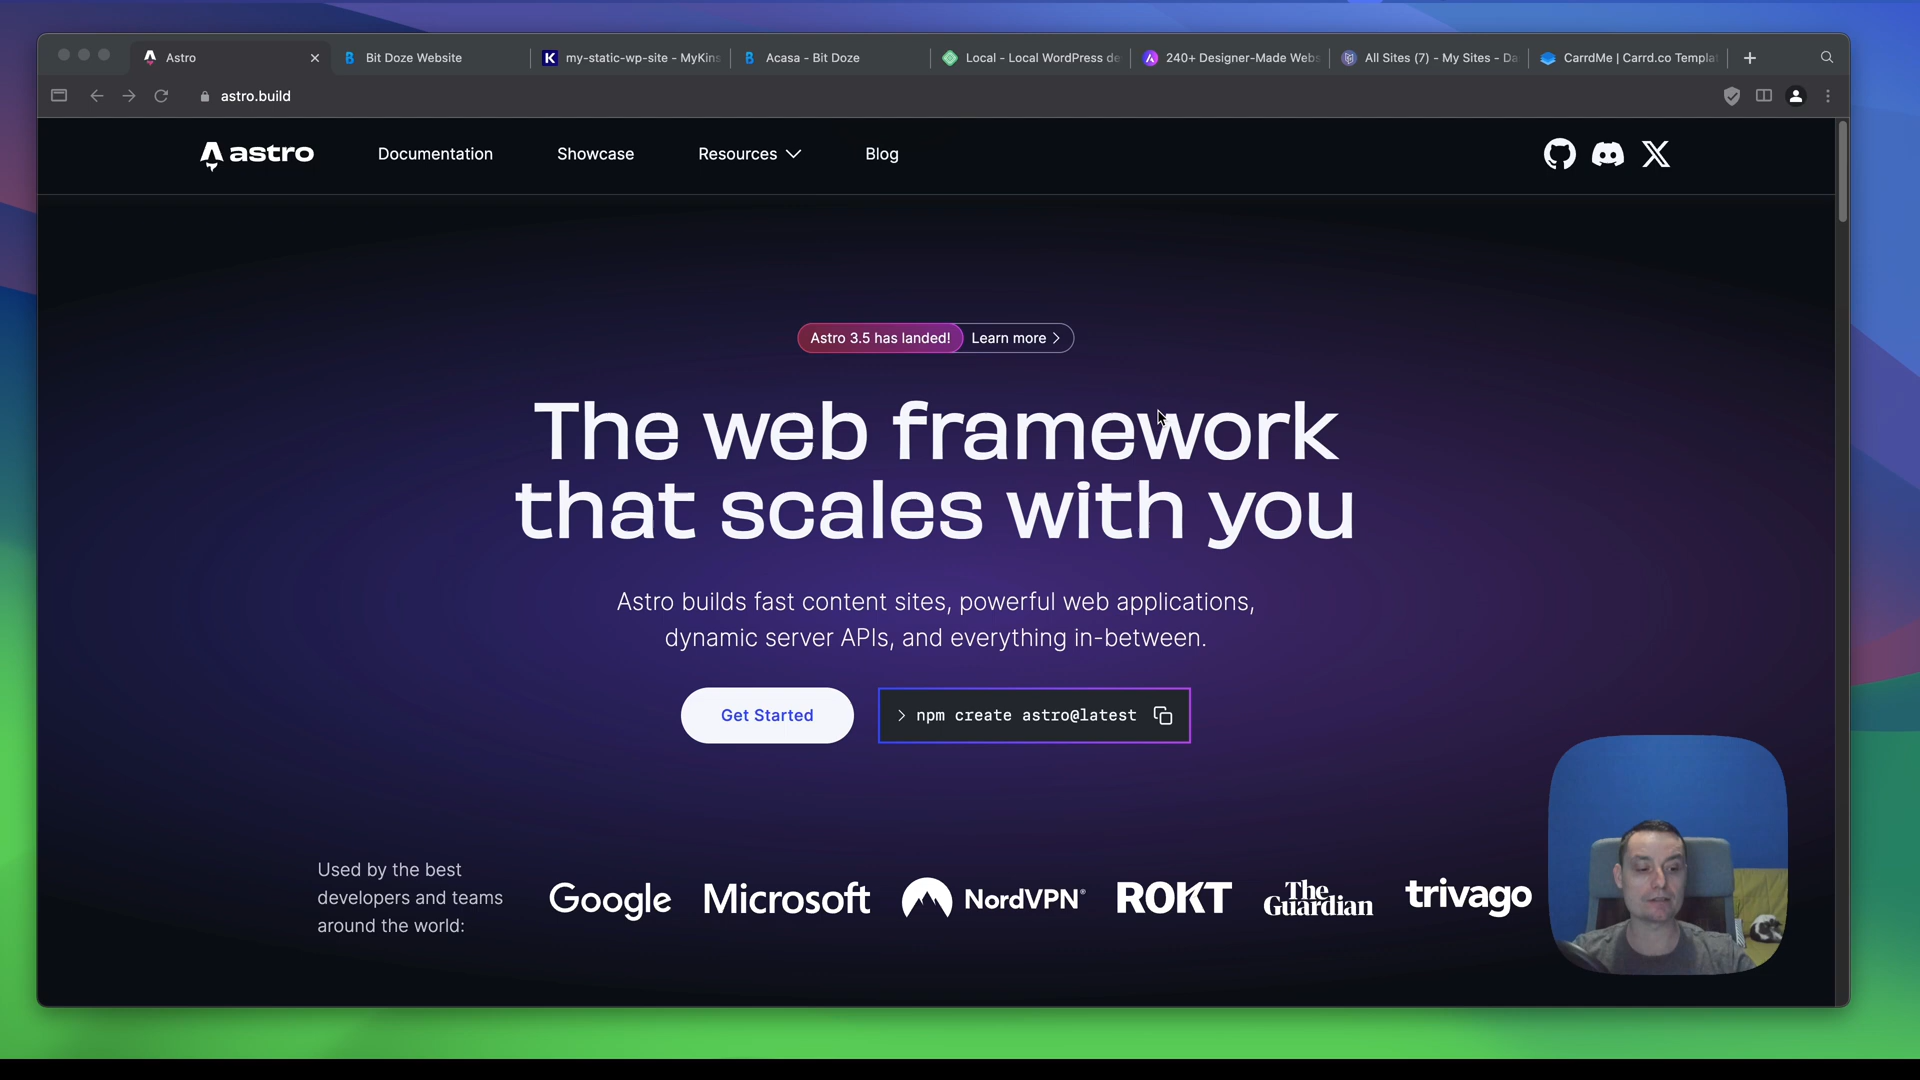 Astro
Bit Doze Website
my-static-wp-site - MyKins
Acasa - Bit Doze
Local - Local WordPress de
240+ Designer-Made Webs
All Sites (7) - My Sites - Da
CarrdMe | Carrd.co Templat
astro.build
astro
Documentation
Showcase
Resources
Blog
Astro 3.5 has landed!
Learn more >
The web framework
that scales with you
Astro builds fast content sites, powerful web applications,
dynamic server APIs, and everything in-between.
Get Started
> npm create astro@latest
Used by the best
developers and teams
around the world:
Google
Microsoft
NordVPN®
ROKT
The
Guardian
trivago